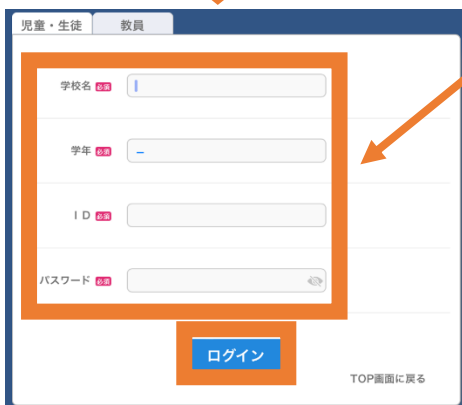 児童・生徒 教員
学校名 必須
学年 必須 –
ＩＤ 必須
パスワード 必須
ログイン
TOP画面に戻る